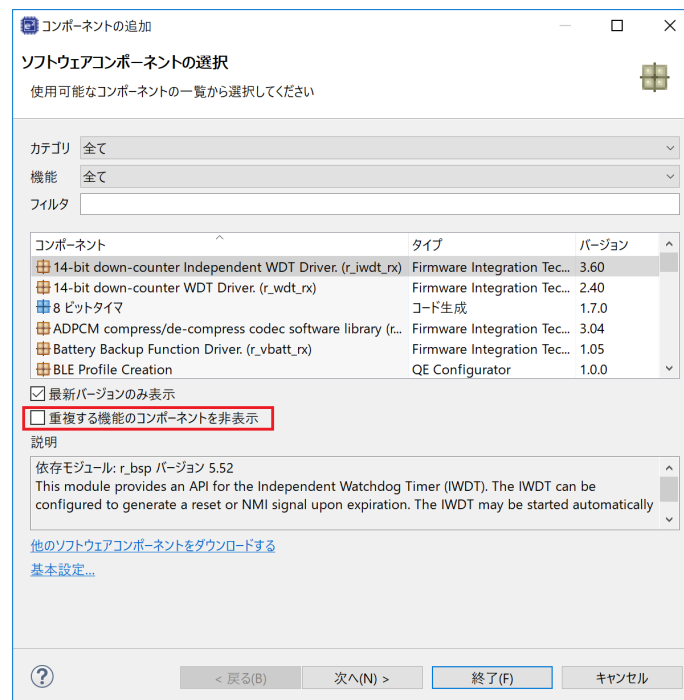 コンポーネントの追加
ソフトウェアコンポーネントの選択
使用可能なコンポーネントの一覧から選択してください
カテゴリ 全て
機能 全て
フィルタ
コンポーネント タイプ バージョン
14-bit down-counter Independent WDT Driver. (r_iwdt_rx) Firmware Integration Tec... 3.60
14-bit down-counter WDT Driver. (r_wdt_rx) Firmware Integration Tec... 2.40
8 ビットタイマ コード生成 1.7.0
ADPCM compress/de-compress codec software library (r... Firmware Integration Tec... 3.04
Battery Backup Function Driver. (r_vbatt_rx) Firmware Integration Tec... 1.05
BLE Profile Creation QE Configurator 1.0.0
最新バージョンのみ表示
重複する機能のコンポーネントを非表示
説明
依存モジュール: r_bsp バージョン 5.52
This module provides an API for the Independent Watchdog Timer (IWDT). The IWDT can be
configured to generate a reset or NMI signal upon expiration. The IWDT may be started automatically
他のソフトウェアコンポーネントをダウンロードする
基本設定...
? < 戻る(B) 次へ(N) > 終了(F) キャンセル